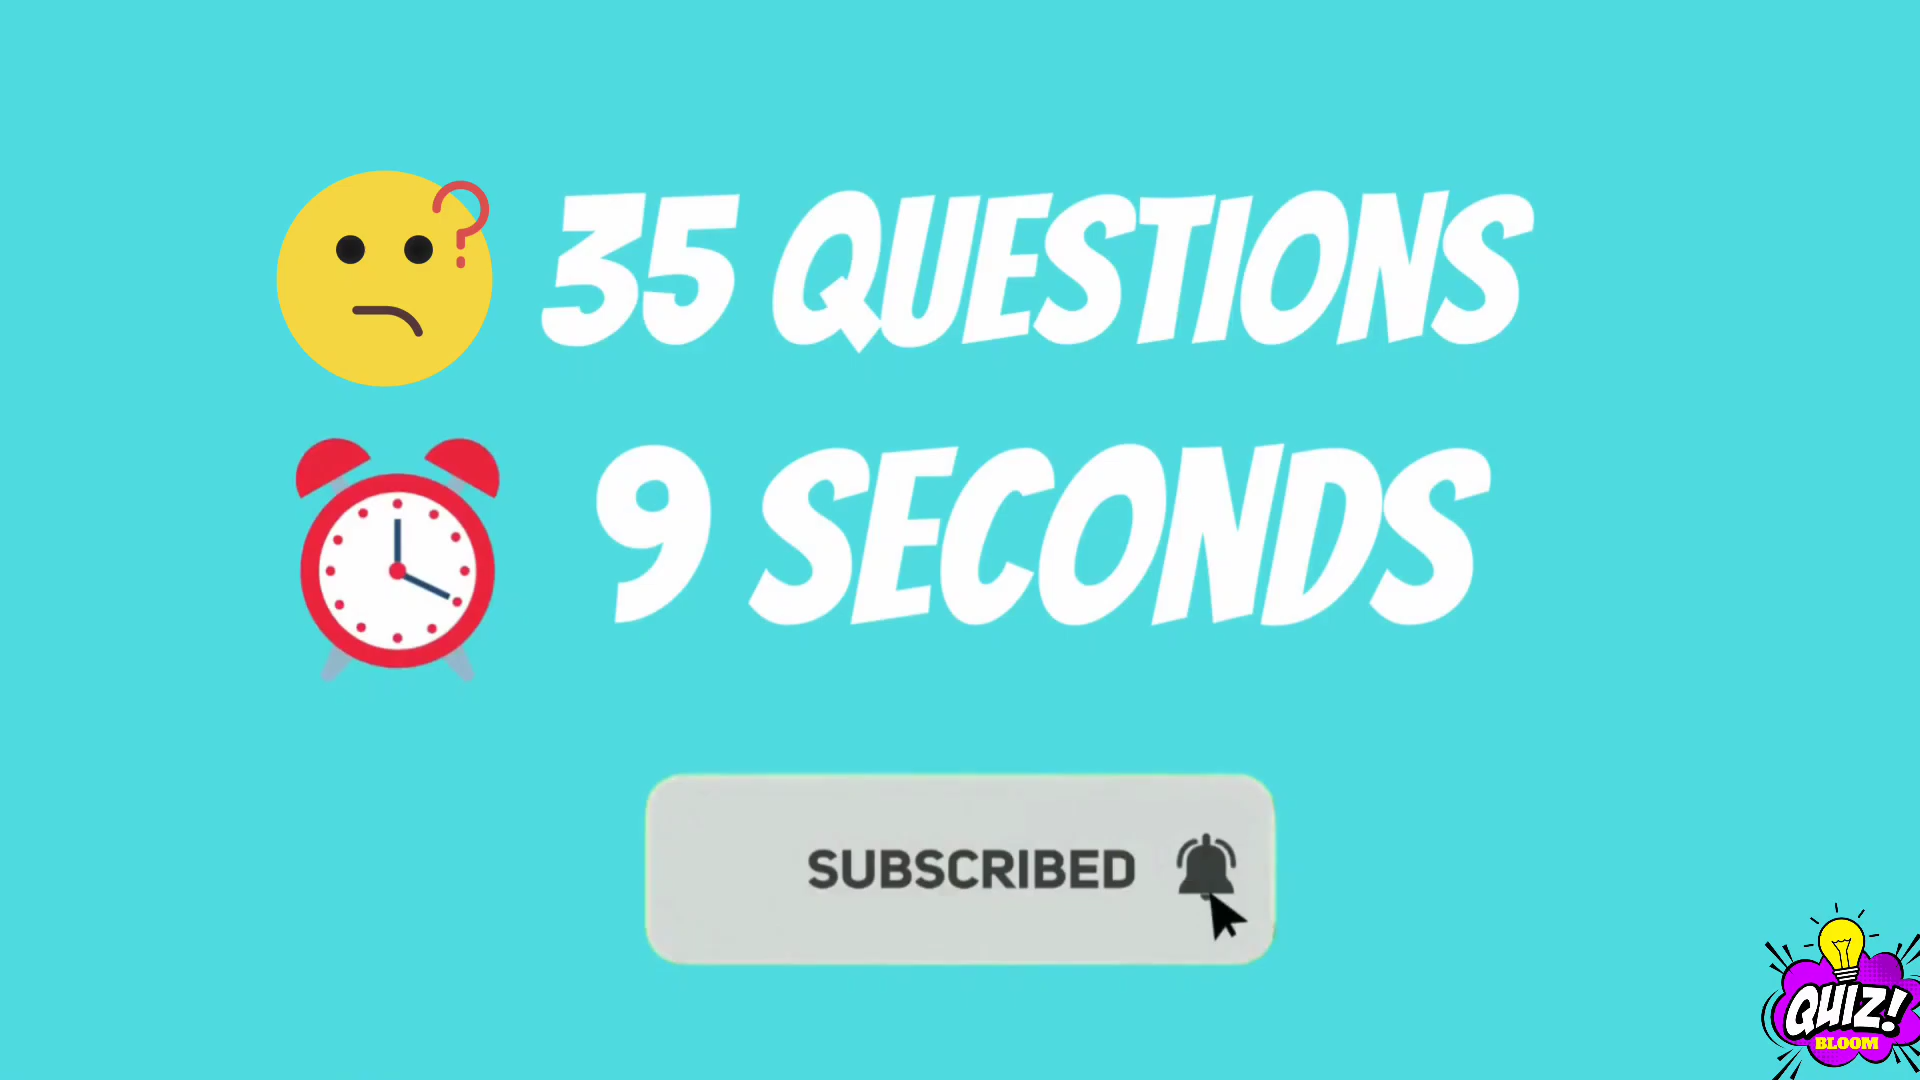 35 QUESTIONS
9 SECONDS
SUBSCRIBED
QUIZ!
BLOOM